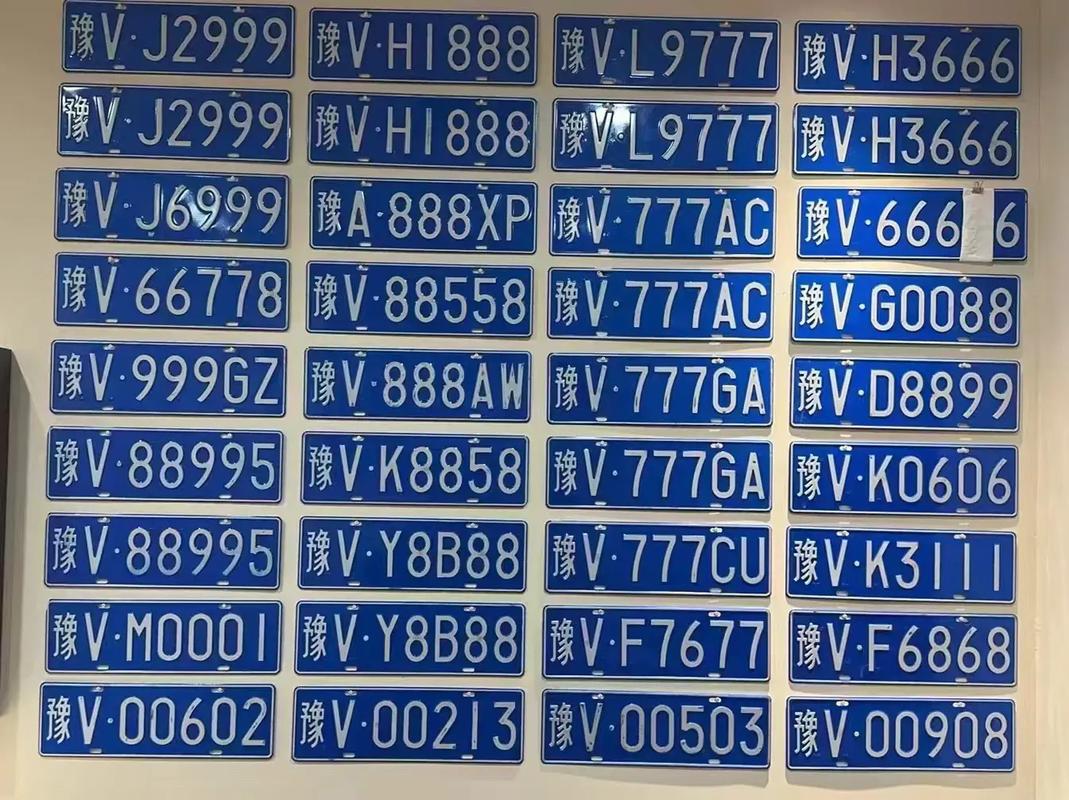 豫V·J2999 豫V·H1888 豫V·L9777 豫V·H3666
豫V·J2999 豫V·H1888 豫V·L9777 豫V·H3666
豫V·J6999 豫A·888XP 豫V·777AC 豫V·666 6
豫V·66778 豫V·88558 豫V·777AC 豫V·G0088
豫V·999GZ 豫V·888AW 豫V·777GA 豫V·D8899
豫V·88995 豫V·K8858 豫V·777GA 豫V·K0606
豫V·88995 豫V·Y8B88 豫V·777CU 豫V·K3111
豫V·M0001 豫V·Y8B88 豫V·F7677 豫V·F6868
豫V·00602 豫V·00213 豫V·00503 豫V·00908